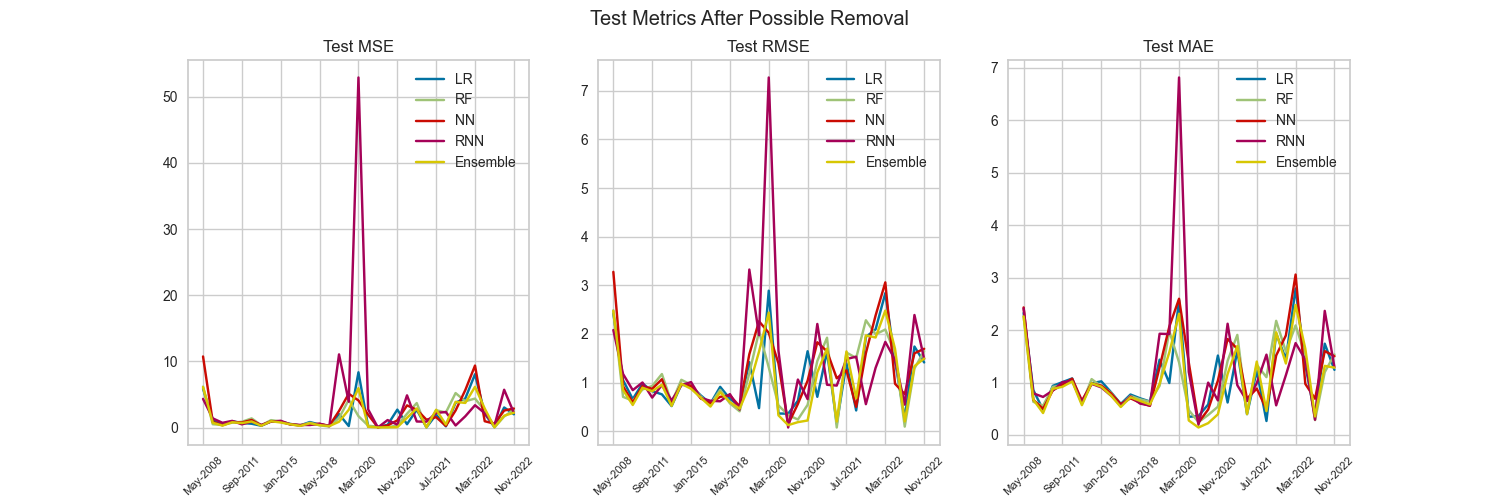 Test Metrics After Possible Removal
Test MSE
50
40
30
20
10
0
LR
RF
NN
RNN
Ensemble
May-2008
Sep-2011
Jan-2015
May-2018
Mar-2020
Nov-2020
Jul-2021
Mar-2022
Nov-2022
Test RMSE
7
6
5
4
3
2
1
0
LR
RF
NN
RNN
Ensemble
May-2008
Sep-2011
Jan-2015
May-2018
Mar-2020
Nov-2020
Jul-2021
Mar-2022
Nov-2022
Test MAE
7
6
5
4
3
2
1
0
LR
RF
NN
RNN
Ensemble
May-2008
Sep-2011
Jan-2015
May-2018
Mar-2020
Nov-2020
Jul-2021
Mar-2022
Nov-2022